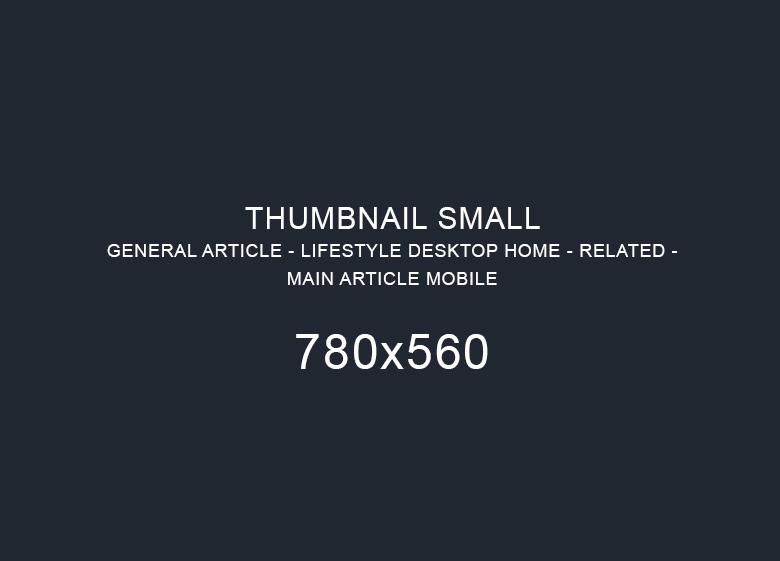 THUMBNAIL SMALL
GENERAL ARTICLE - LIFESTYLE DESKTOP HOME - RELATED -
MAIN ARTICLE MOBILE
780x560